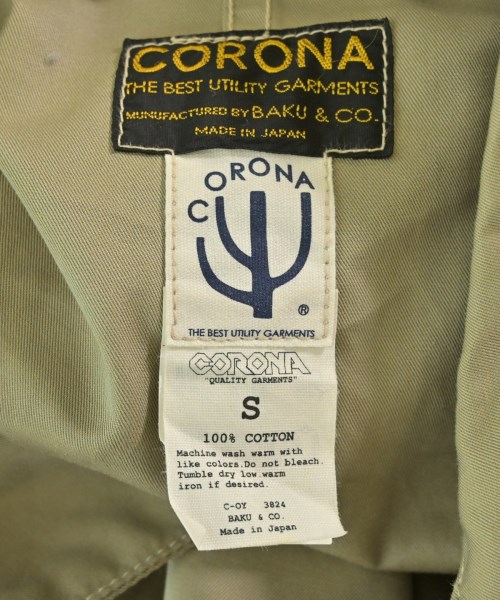 CORONA
THE BEST UTILITY GARMENTS
MUNUFACTURED BY BAKU & CO.
MADE IN JAPAN
CORONA
®
THE BEST UTILITY GARMENTS
CORONA
"QUALITY GARMENTS"
S
100% COTTON
Machine wash warm with
like colors.Do not bleach.
Tumble dry low.warm
iron if desired.
C-OY 3824
BAKU & CO.
Made in Japan